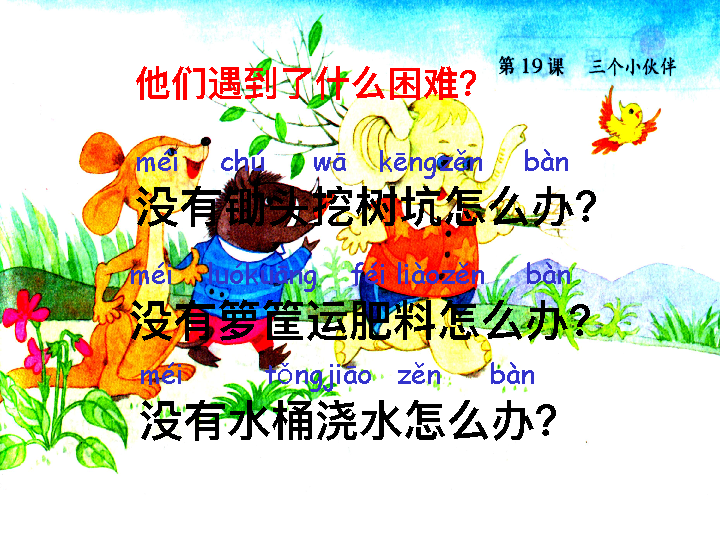 第19课 三个小伙伴
他们遇到了什么困难?
méi chú wā kēngzěn bàn
没有锄头挖树坑怎么办?
méi luókuāng féi liàozěn bàn
没有箩筐运肥料怎么办?
méi tǒngjiāo zěn bàn
没有水桶浇水怎么办?